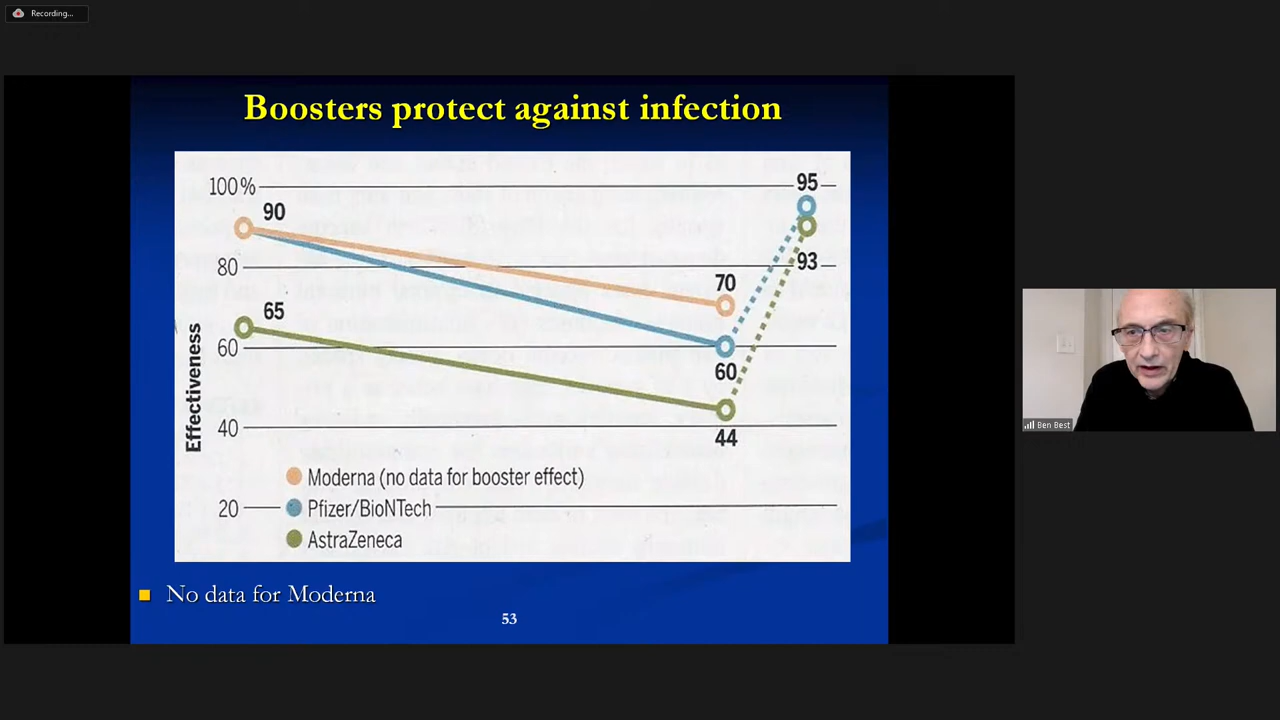 Recording...
Boosters protect against infection
100%
90
95
80
93
70
65
60
60
44
40
20
Effectiveness
Moderna (no data for booster effect)
Pfizer/BioNTech
AstraZeneca
No data for Moderna
53
Ben Best